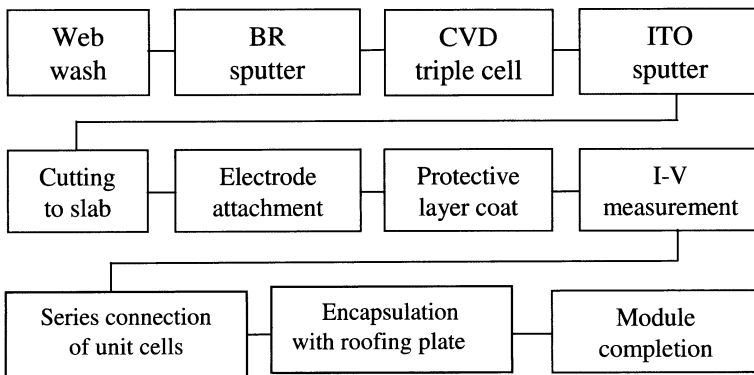 Web
wash
BR
sputter
CVD
triple cell
ITO
sputter
Cutting
to slab
Electrode
attachment
Protective
layer coat
I-V
measurement
Series connection
of unit cells
Encapsulation
with roofing plate
Module
completion